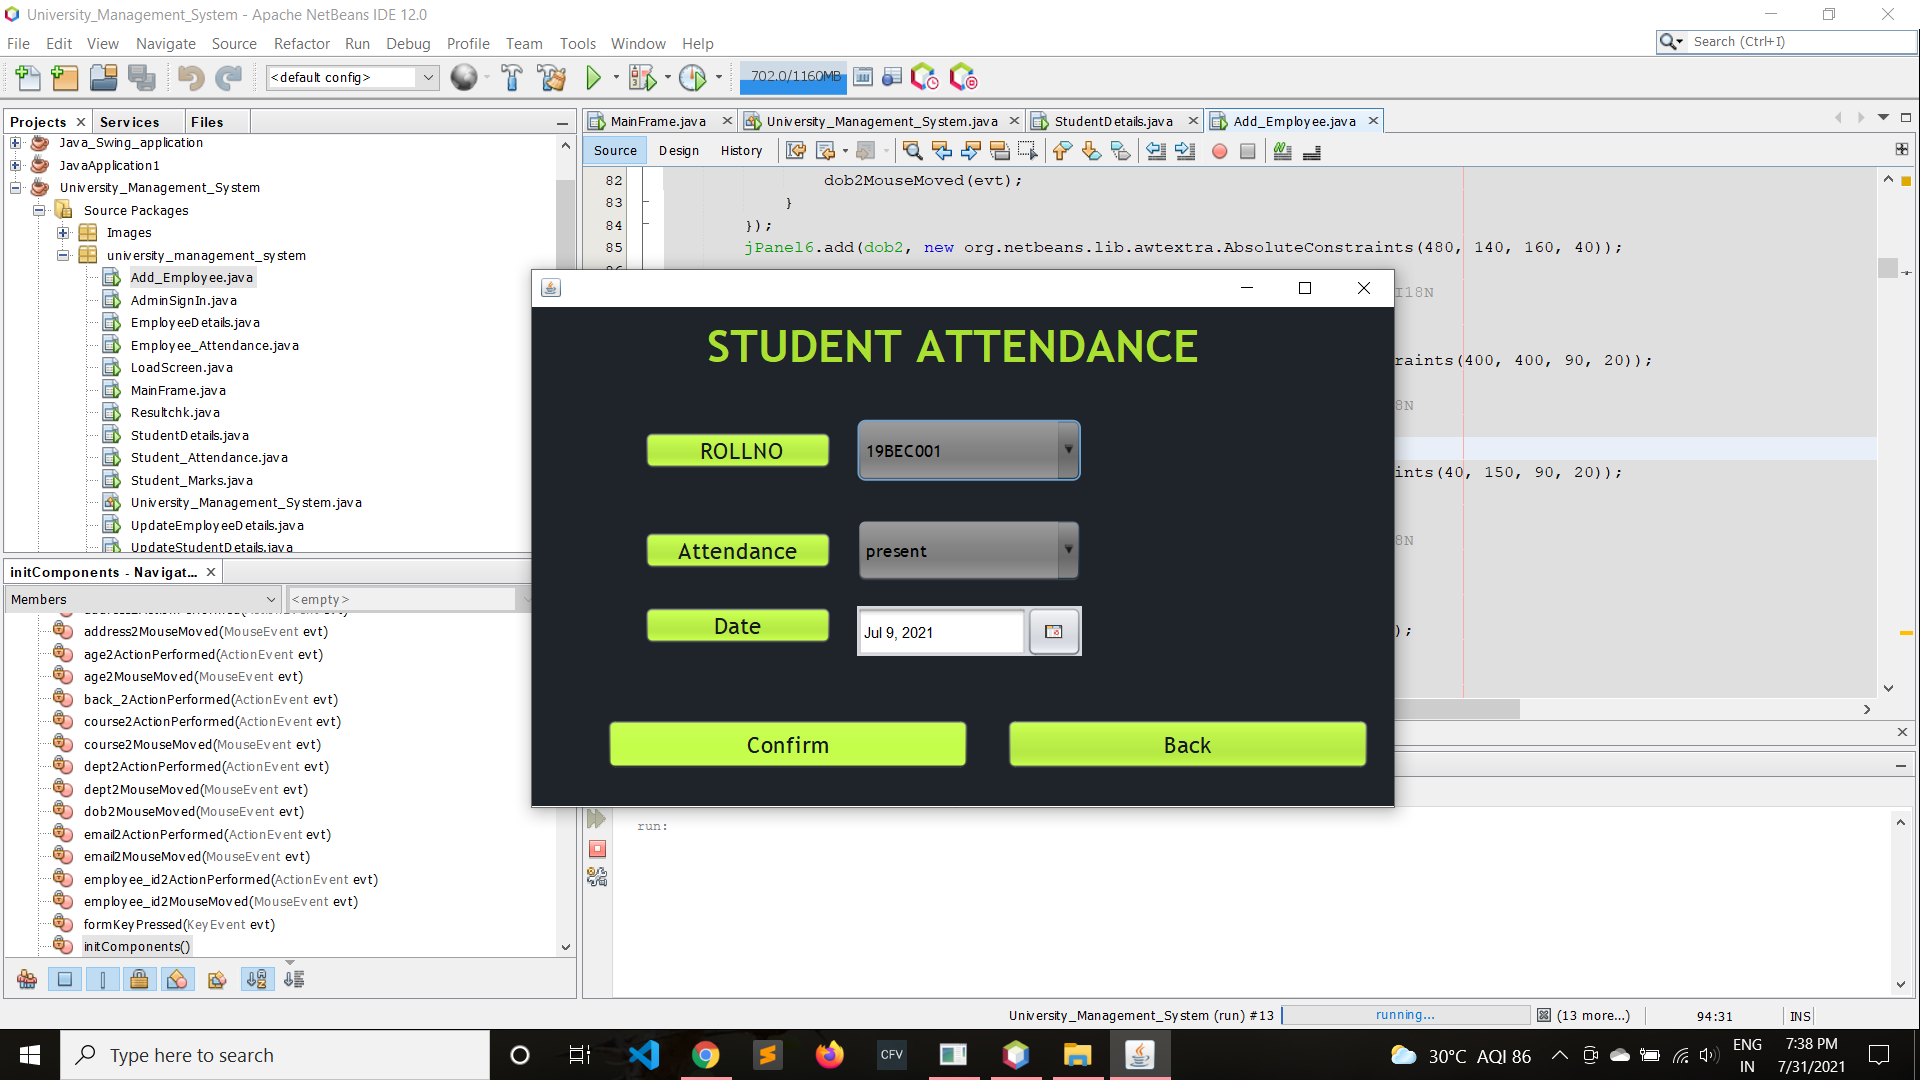 University_Management_System - Apache NetBeans IDE 12.0
File Edit View Navigate Source Refactor Run Debug Profile Team Tools Window Help
Search (Ctrl+I)
<default config>
702.0/1160MB
Projects Services Files
MainFrame.java University_Management_System.java StudentDetails.java Add_Employee.java
Source Design History
Java_Swing_application
JavaApplication1
University_Management_System
Source Packages
Images
university_management_system
Add_Employee.java
AdminSignIn.java
EmployeeDetails.java
Employee_Attendance.java
LoadScreen.java
MainFrame.java
Resultchk.java
StudentDetails.java
Student_Attendance.java
Student_Marks.java
University_Management_System.java
UpdateEmployeeDetails.java
UpdateStudentDetails.java
82 dob2MouseMoved(evt);
83 }
84 });
85 jPanel6.add(dob2, new org.netbeans.lib.awtextra.AbsoluteConstraints(480, 140, 160, 40));
I18N
raints(400, 400, 90, 20));
8N
ints(40, 150, 90, 20));
8N
);
STUDENT ATTENDANCE
ROLLNO 19BEC001
Attendance present
Date Jul 9, 2021
Confirm Back
initComponents - Navigat...
Members <empty>
address2MouseMoved(MouseEvent evt)
age2ActionPerformed(ActionEvent evt)
age2MouseMoved(MouseEvent evt)
back_2ActionPerformed(ActionEvent evt)
course2ActionPerformed(ActionEvent evt)
course2MouseMoved(MouseEvent evt)
dept2ActionPerformed(ActionEvent evt)
dept2MouseMoved(MouseEvent evt)
dob2MouseMoved(MouseEvent evt)
email2ActionPerformed(ActionEvent evt)
email2MouseMoved(MouseEvent evt)
employee_id2ActionPerformed(ActionEvent evt)
employee_id2MouseMoved(MouseEvent evt)
formKeyPressed(KeyEvent evt)
initComponents()
run:
University_Management_System (run) #13 running... (13 more...) 94:31 INS
Type here to search
CFV
30°C AQI 86
ENG
IN
7:38 PM
7/31/2021